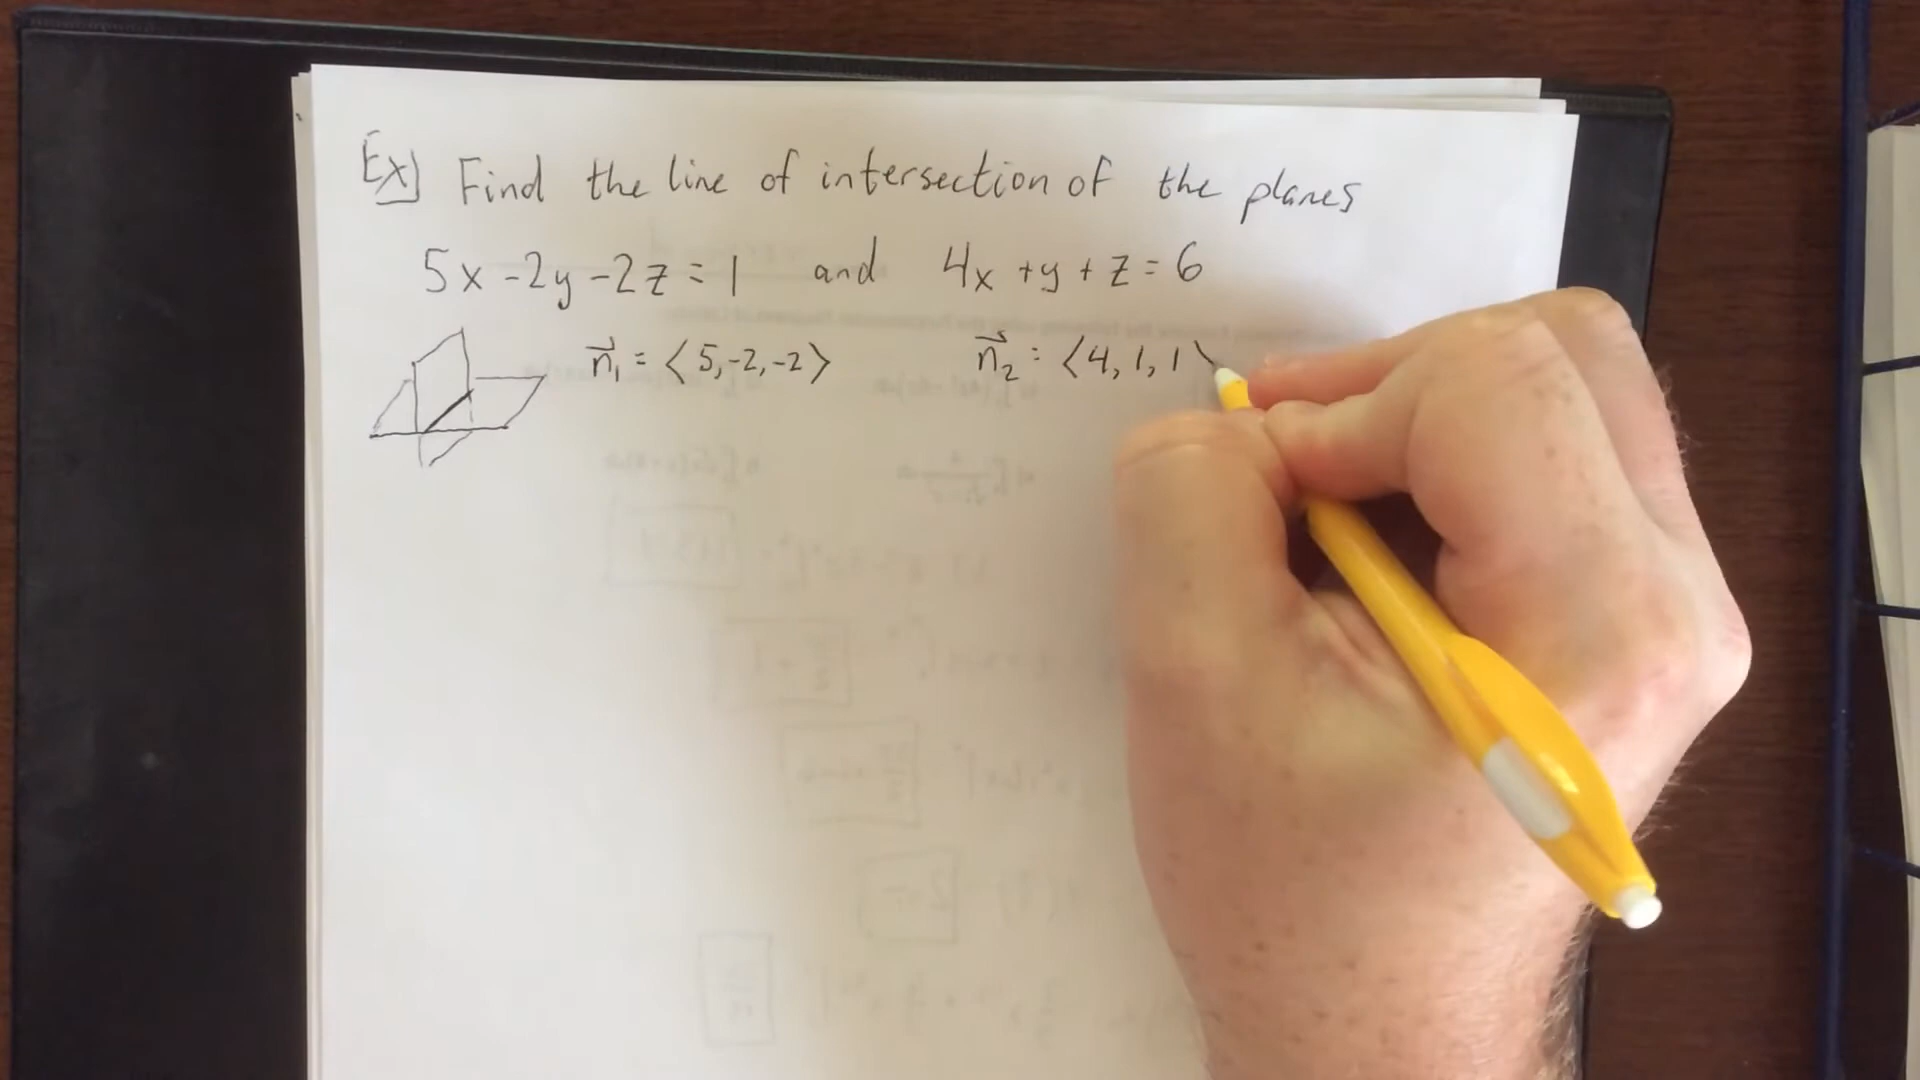 Ex] Find the line of intersection of the planes
5x - 2y - 2z = 1 and 4x + y + z = 6
n⃗₁ = ⟨5, -2, -2⟩ n⃗₂ = ⟨4, 1, 1⟩